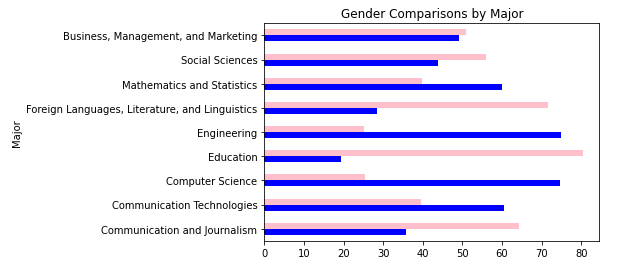 Gender Comparisons by Major
Business, Management, and Marketing
Social Sciences
Mathematics and Statistics
Foreign Languages, Literature, and Linguistics
Engineering
Education
Computer Science
Communication Technologies
Communication and Journalism
Major
0 10 20 30 40 50 60 70 80